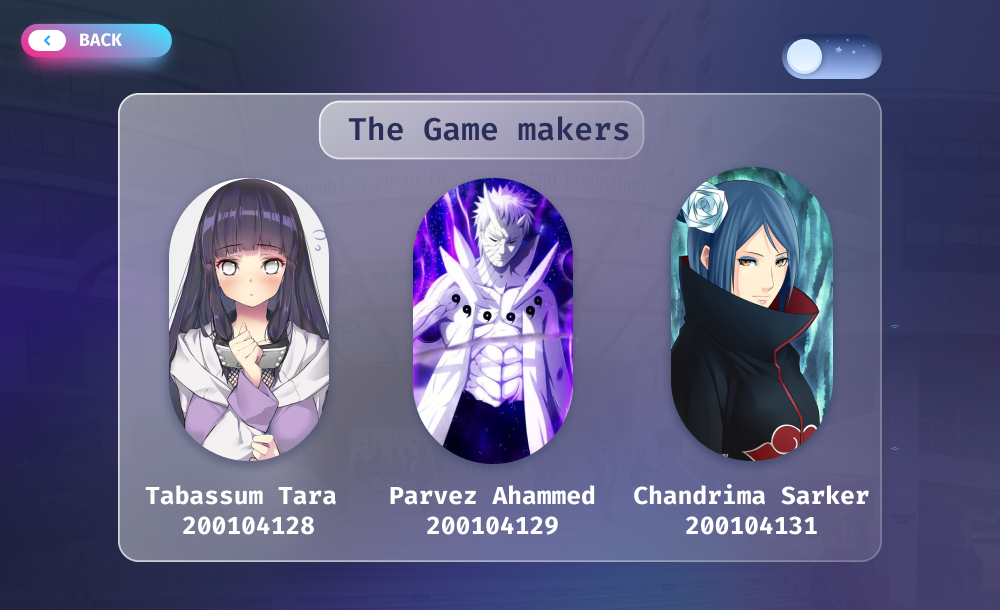 BACK
The Game makers
Tabassum Tara
200104128
Parvez Ahammed
200104129
Chandrima Sarker
200104131